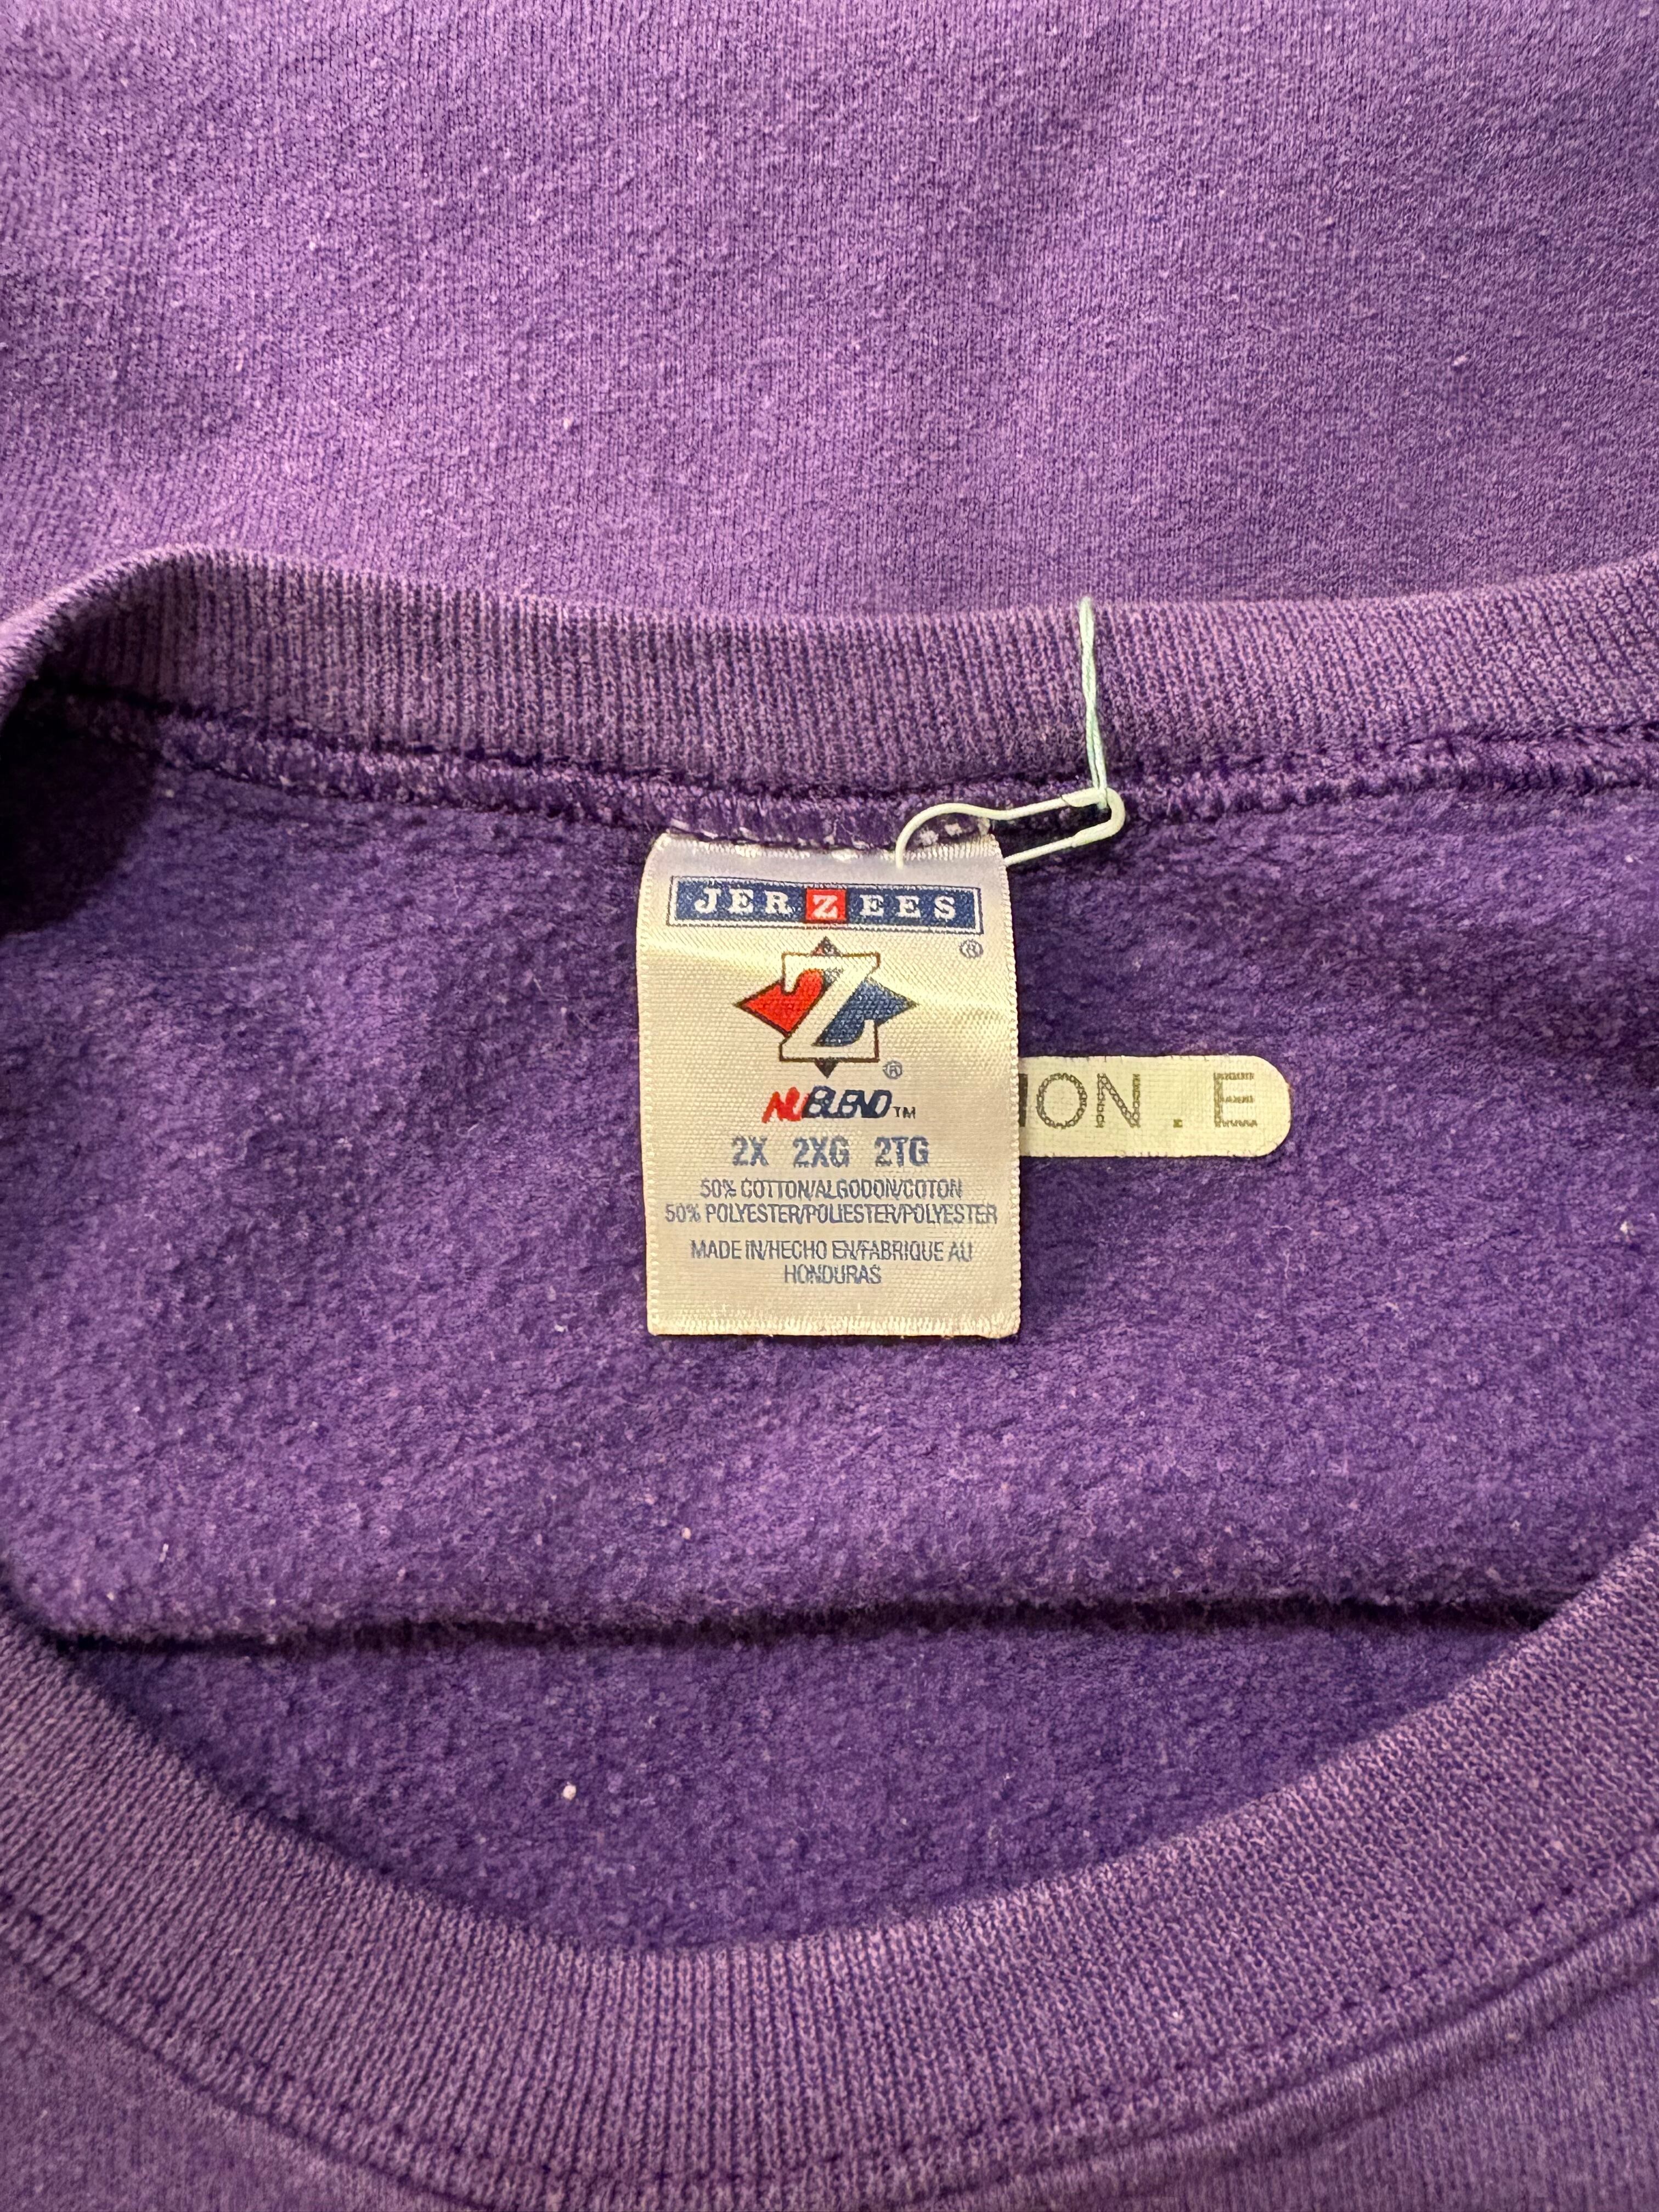 JERZEES
®
Z
®
NUBLEND™
2X 2XG 2TG
50% COTTON/ALGODON/COTON
50% POLYESTER/POLIESTER/POLYESTER
MADE IN/HECHO EN/FABRIQUE AU
HONDURAS
ION . E